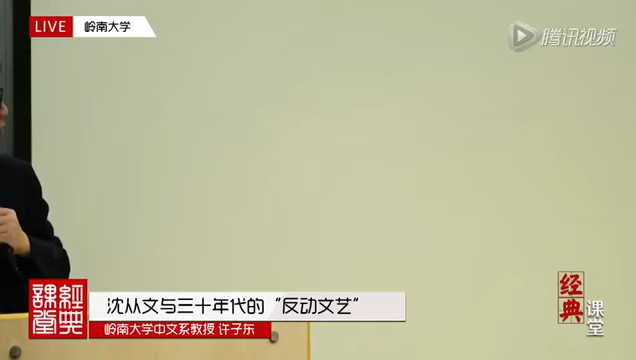 LIVE 岭南大学
腾讯视频
經典課堂
沈从文与三十年代的“反动文艺”
岭南大学中文系教授 许子东
经典课堂